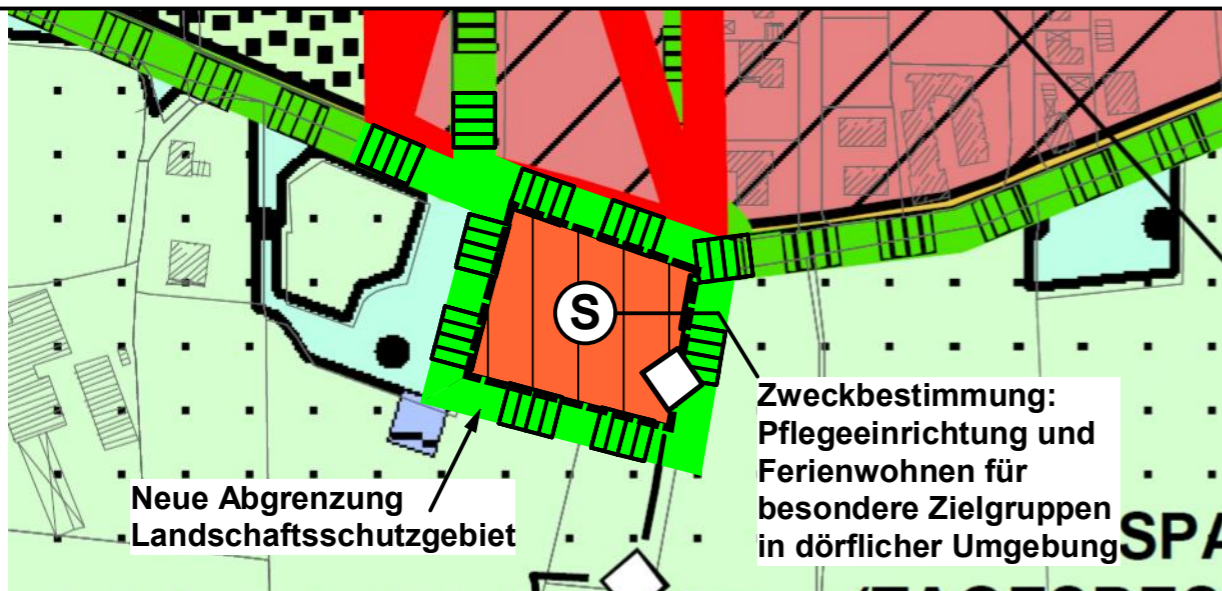 S
Zweckbestimmung:
Pflegeeinrichtung und
Ferienwohnen für
besondere Zielgruppen
in dörflicher Umgebung
Neue Abgrenzung
Landschaftsschutzgebiet
SPA